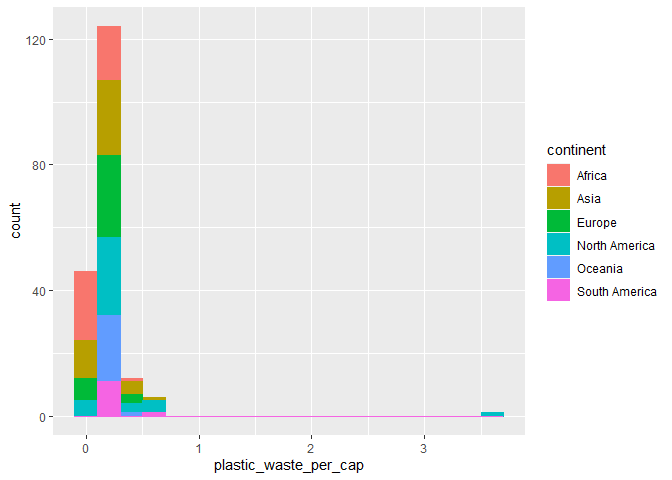 120
80
40
0
count
0 1 2 3
plastic_waste_per_cap
continent
Africa
Asia
Europe
North America
Oceania
South America